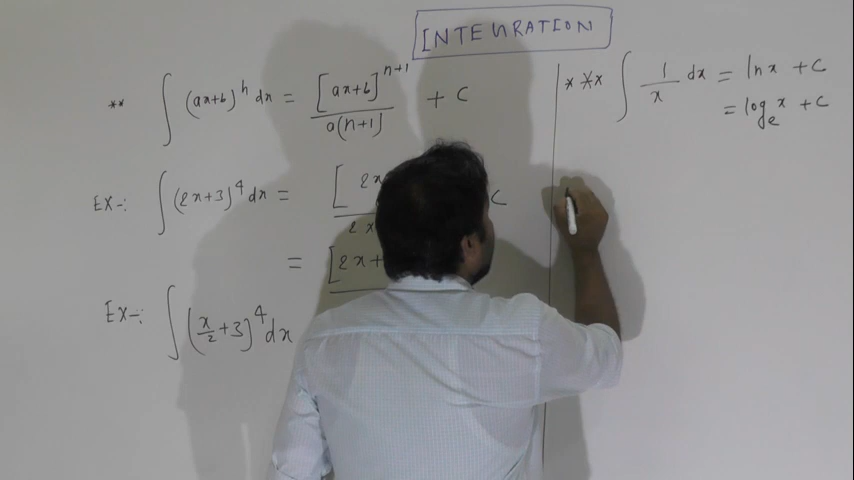 INTEGRATION
** ∫ (ax+b)^n dx = [ax+b]^(n+1) / a(n+1) + C
EX-: ∫ (2x+3)^4 dx = [2x / 2x C
= [2x+
EX-: ∫ (x/2 +3)^4 dx
*** ∫ 1/x dx = ln x + C
= log_e x + C